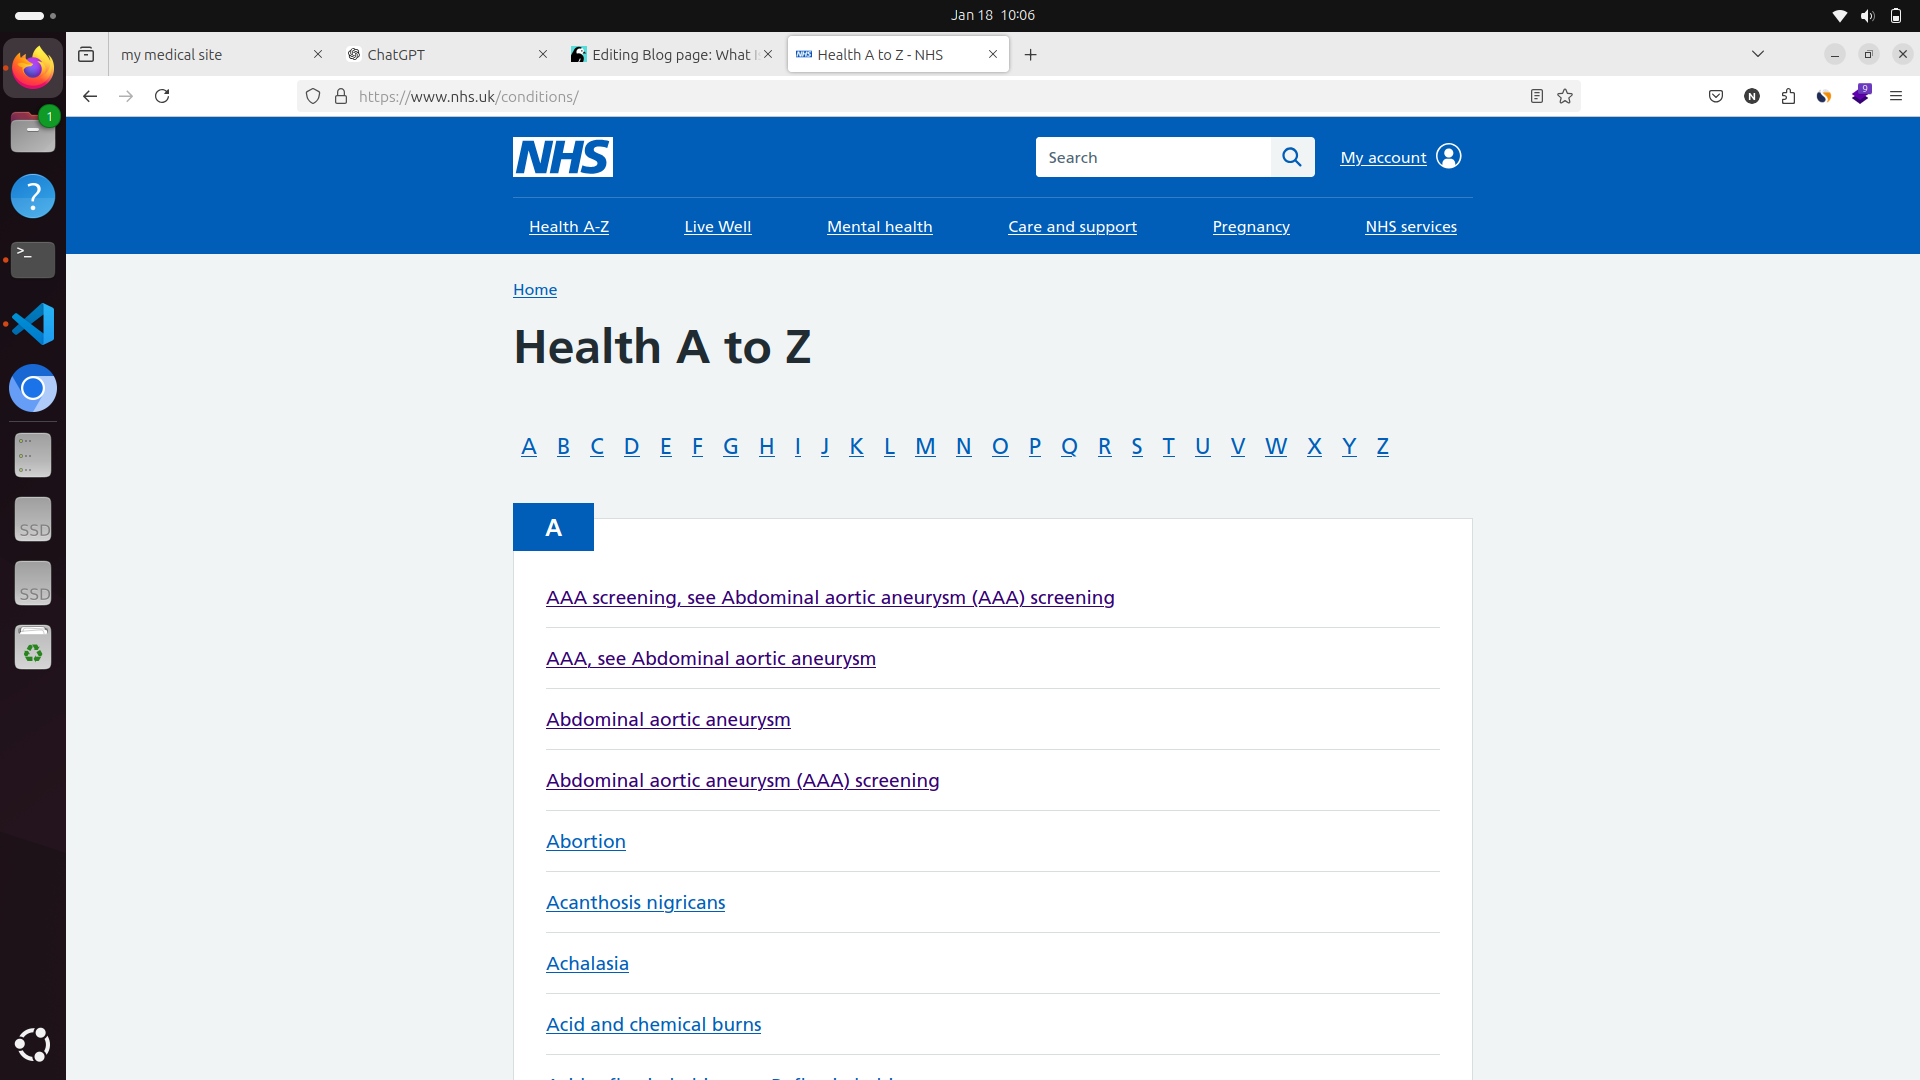 Jan 18 10:06
my medical site
ChatGPT
Editing Blog page: What
Health A to Z - NHS
https://www.nhs.uk/conditions/
N
9
1
?
>_
SSD
SSD
NHS
Search
My account
Health A-Z
Live Well
Mental health
Care and support
Pregnancy
NHS services
Home
Health A to Z
A B C D E F G H I J K L M N O P Q R S T U V W X Y Z
A
AAA screening, see Abdominal aortic aneurysm (AAA) screening
AAA, see Abdominal aortic aneurysm
Abdominal aortic aneurysm
Abdominal aortic aneurysm (AAA) screening
Abortion
Acanthosis nigricans
Achalasia
Acid and chemical burns